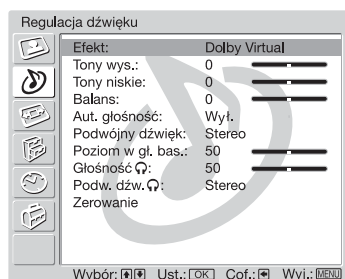 Regulacja dźwięku
Efekt: Dolby Virtual
Tony wys.: 0
Tony niskie: 0
Balans: 0
Aut. głośność: Wył.
Podwójny dźwięk: Stereo
Poziom w gł. bas.: 50
Głośność: 50
Podw. dźw.: Stereo
Zerowanie
Wybór: Ust.: OK Cof.: Wyj.: MENU